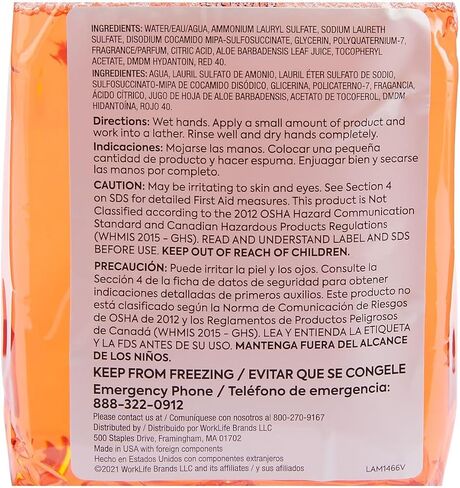 INGREDIENTS: WATER/EAU/AQUA, AMMONIUM LAURYL SULFATE, SODIUM LAURETH
SULFATE, DISODIUM COCAMIDO MIPA-SULFOSUCCINATE, GLYCERIN, POLYQUATERNIUM-7,
FRAGRANCE/PARFUM, CITRIC ACID, ALOE BARBADENSIS LEAF JUICE, TOCOPHERYL
ACETATE, DMDM HYDANTOIN, RED 40.
INGREDIENTES: AGUA, LAURIL SULFATO DE AMONIO, LAURIL ÉTER SULFATO DE SODIO,
SULFOSUCCINATO-MIPA DE COCAMIDO DISÓDICO, GLICERINA, POLICATERNO-7, FRAGANCIA,
ÁCIDO CÍTRICO, JUGO DE HOJA DE ALOE BARBADENSIS, ACETATO DE TOCOFEROL, DMDM
HIDANTOÍNA, ROJO 40.
Directions: Wet hands. Apply a small amount of product and
work into a lather. Rinse well and dry hands completely.
Indicaciones: Mojarse las manos. Colocar una pequeña
cantidad de producto y hacer espuma. Enjuagar bien y secarse
las manos por completo.
CAUTION: May be irritating to skin and eyes. See Section 4
on SDS for detailed First Aid measures. This product is Not
Classified according to the 2012 OSHA Hazard Communication
Standard and Canadian Hazardous Products Regulations
(WHMIS 2015 - GHS). READ AND UNDERSTAND LABEL AND SDS
BEFORE USE. KEEP OUT OF REACH OF CHILDREN.
PRECAUCIÓN: Puede irritar la piel y los ojos. Consulte la
Sección 4 de la ficha de datos de seguridad para obtener
indicaciones detalladas de primeros auxilios. Este producto no
está clasificado según la Norma de Comunicación de Riesgos
de OSHA de 2012 y los Reglamentos de Productos Peligrosos
de Canadá (WHMIS 2015 - GHS). LEA Y ENTIENDA LA ETIQUETA
Y LA FDS ANTES DE SU USO. MANTENGA FUERA DEL ALCANCE
DE LOS NIÑOS.
KEEP FROM FREEZING / EVITAR QUE SE CONGELE
Emergency Phone / Teléfono de emergencia:
888-322-0912
Please contact us at / Comuníquese con nosotros al 800-270-9167
Distributed by / Distribuido por WorkLife Brands LLC
500 Staples Drive, Framingham, MA 01702
Made in USA with foreign components
Hecho en Estados Unidos con componentes extranjeros
©2021 WorkLife Brands LLC and its affiliates / y sus afiliados
LAM1466V